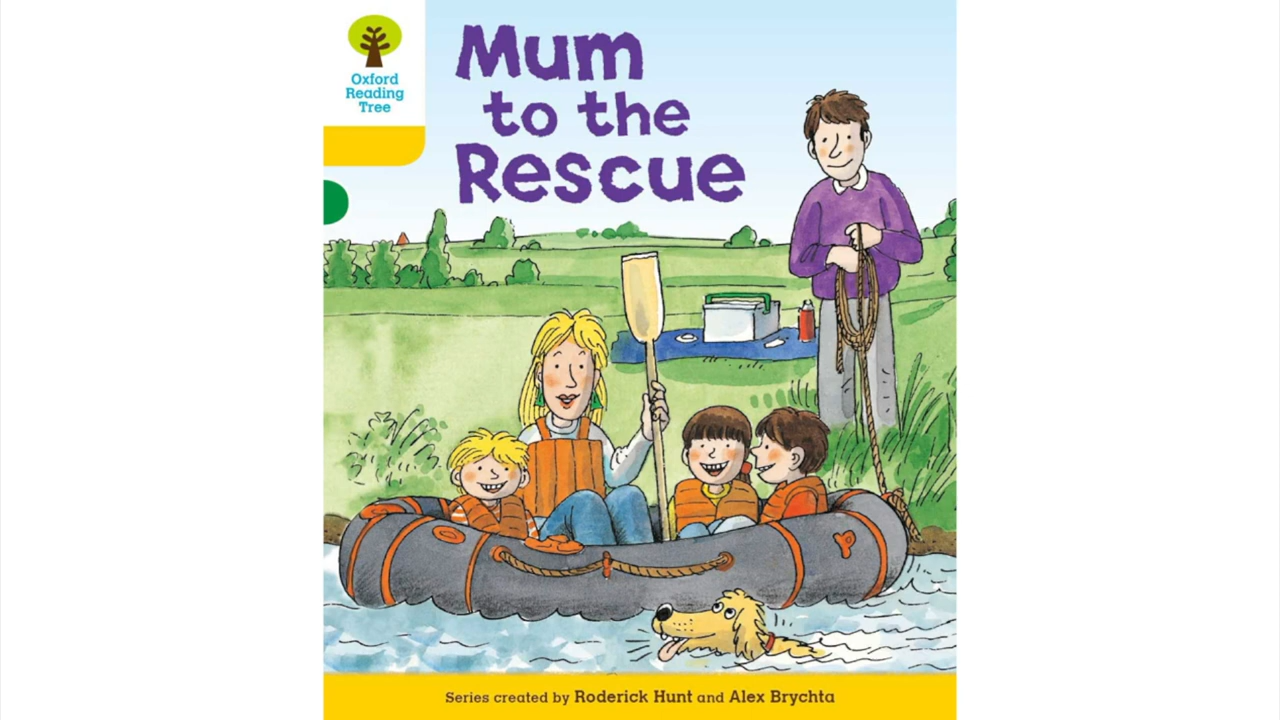 Oxford
Reading
Tree
Mum
to the
Rescue
Series created by Roderick Hunt and Alex Brychta